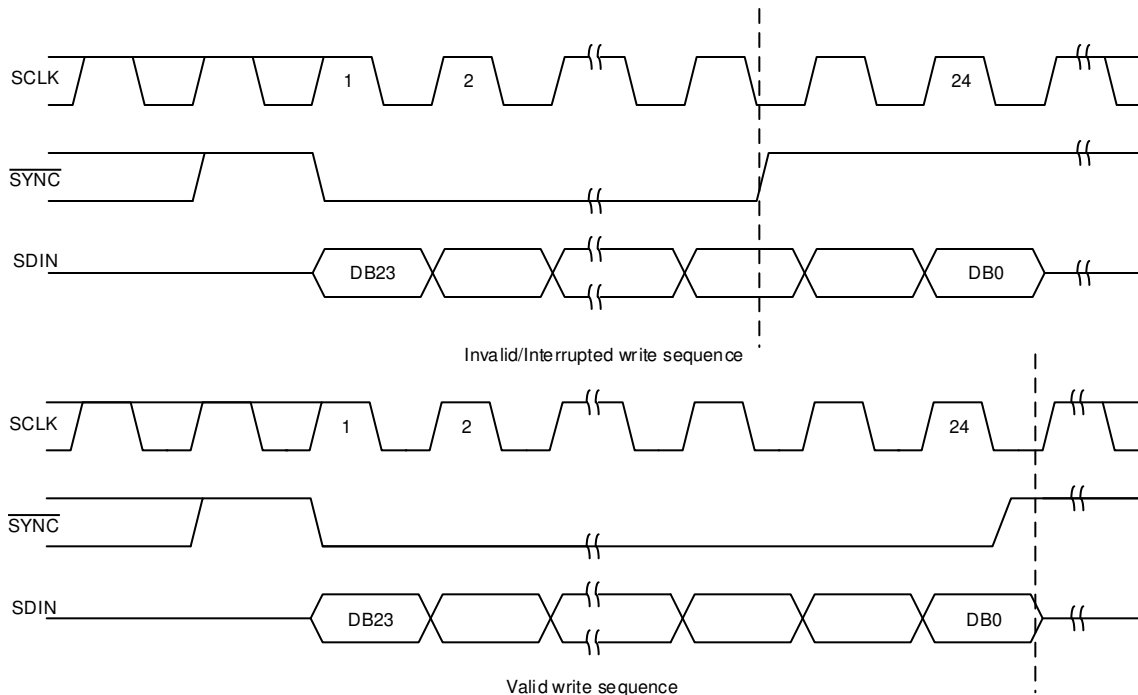 SCLK
1
2
24
SYNC
SDIN
DB23
DB0
Invalid/Interrupted write sequence
SCLK
1
2
24
SYNC
SDIN
DB23
DB0
Valid write sequence